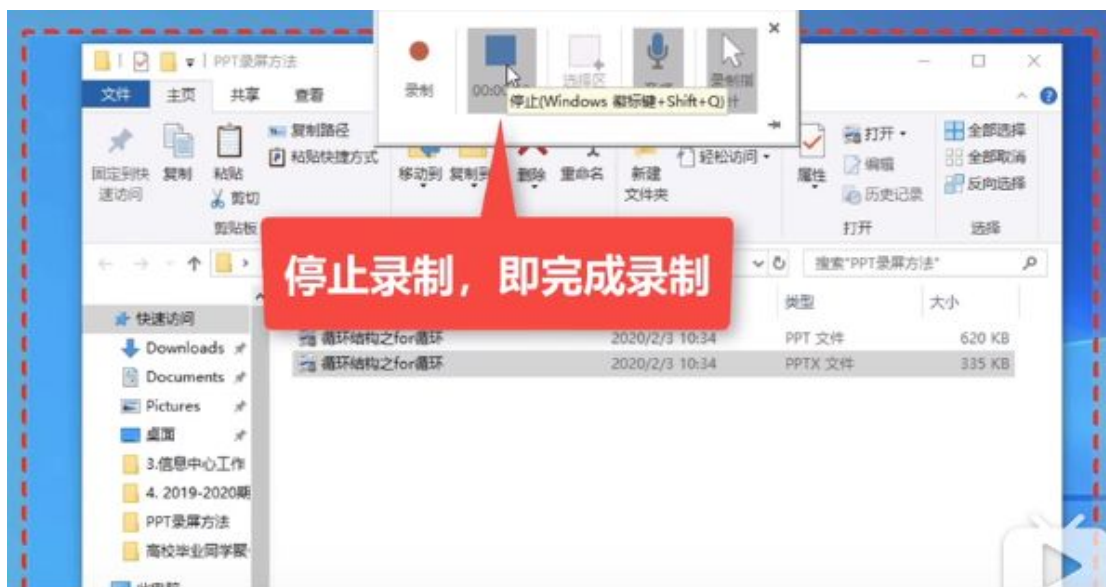 PPT录屏方法
录制
00:0
选择区
录制指
停止(Windows 徽标键+Shift+Q)
文件 主页 共享 查看
固定到快
速访问
复制
粘贴
复制路径
粘贴快捷方式
剪切
剪贴板
移动到
删除
重命名
新建
文件夹
轻松访问
属性
打开
编辑
历史记录
打开
全部选择
全部取消
反向选择
选择
停止录制，即完成录制
搜索"PPT录屏方法"
类型 大小
循环结构之for循环 2020/2/3 10:34 PPT 文件 620 KB
循环结构之for循环 2020/2/3 10:34 PPTX 文件 335 KB
快速访问
Downloads
Documents
Pictures
桌面
3.信息中心工作
4. 2019-2020期
PPT录屏方法
高校毕业同学聚